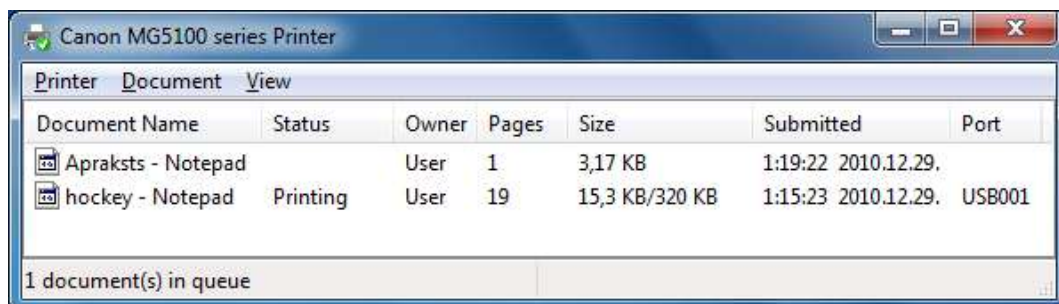 Canon MG5100 series Printer
Printer Document View
Document Name Status Owner Pages Size Submitted Port
Apraksts - Notepad User 1 3,17 KB 1:19:22 2010.12.29.
hockey - Notepad Printing User 19 15,3 KB/320 KB 1:15:23 2010.12.29. USB001
1 document(s) in queue